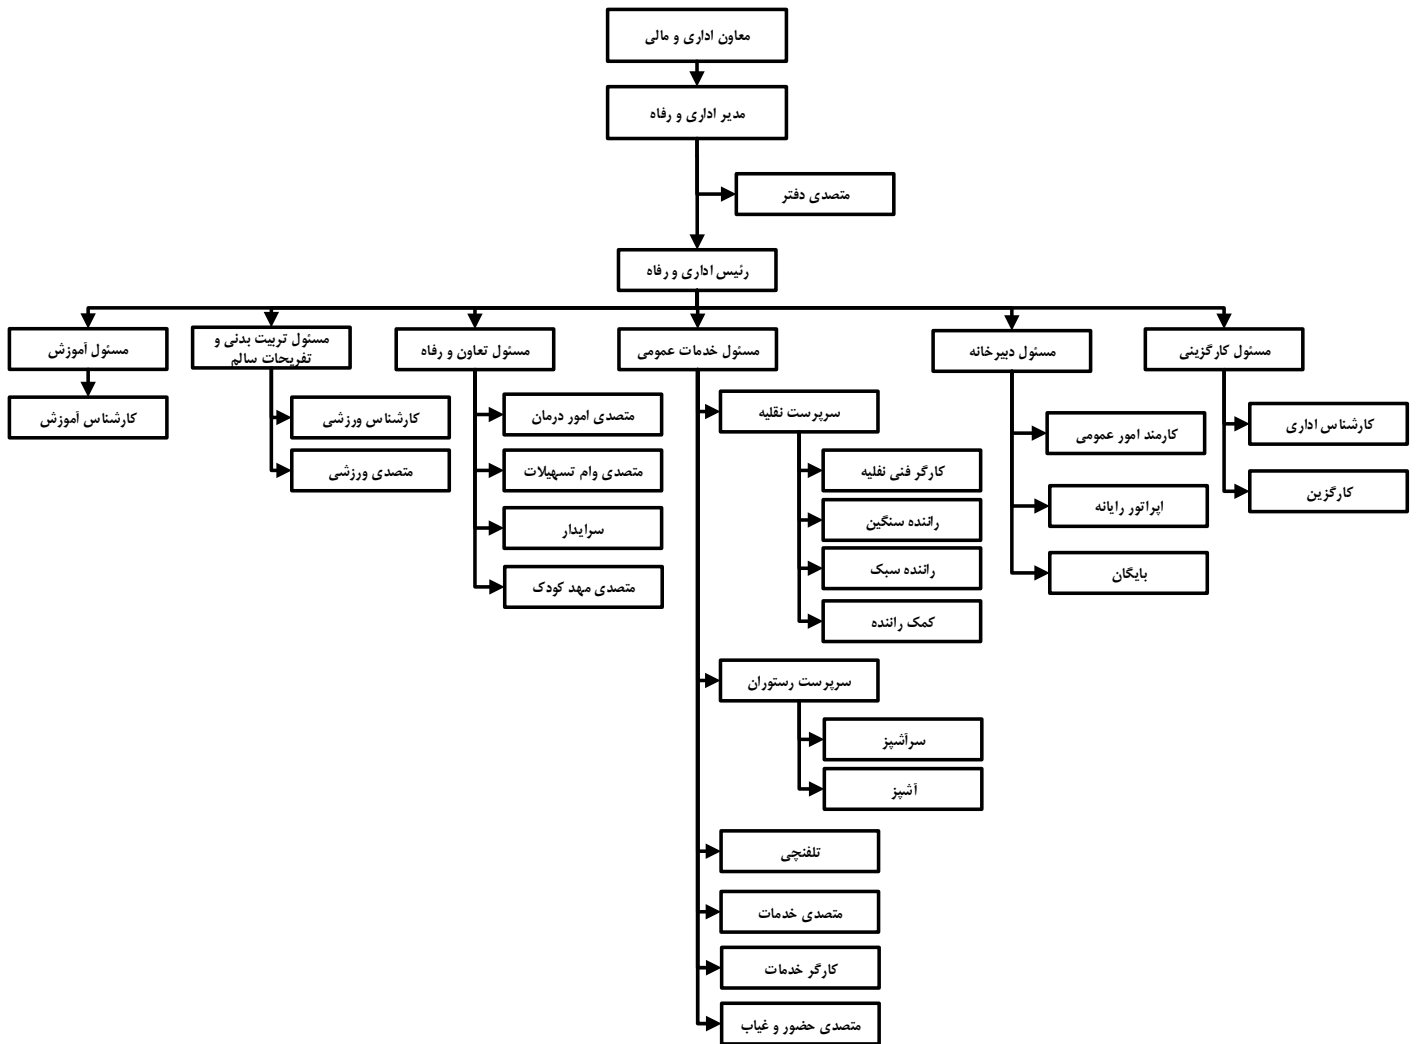 معاون اداری و مالی
مدیر اداری و رفاه
متصدی دفتر
رئیس اداری و رفاه
مسئول کارگزینی
کارشناس اداری
کارگزین
مسئول دبیرخانه
کارمند امور عمومی
اپراتور رایانه
بایگان
مسئول خدمات عمومی
سرپرست نقلیه
کارگر فنی نقلیه
راننده سنگین
راننده سبک
کمک راننده
سرپرست رستوران
سرآشپز
آشپز
تلفنچی
متصدی خدمات
کارگر خدمات
متصدی حضور و غیاب
مسئول تعاون و رفاه
متصدی امور درمان
متصدی وام تسهیلات
سرایدار
متصدی مهد کودک
مسئول تربیت بدنی و
تفریحات سالم
کارشناس ورزشی
متصدی ورزشی
مسئول آموزش
کارشناس آموزش